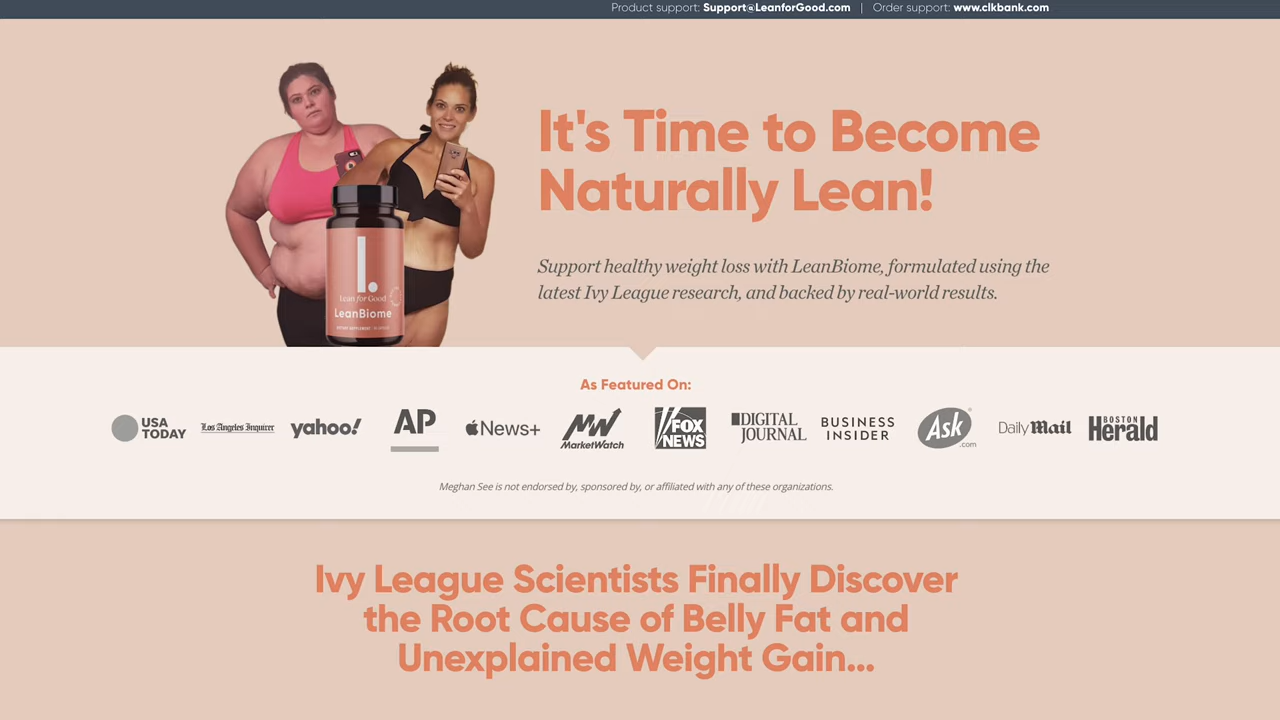 Product support: Support@LeanforGood.com | Order support: www.clkbank.com
It's Time to Become
Naturally Lean!
Support healthy weight loss with LeanBiome, formulated using the
latest Ivy League research, and backed by real-world results.
Lean for Good
LeanBiome
As Featured On:
USA TODAY
Los Angeles Inquirer
yahoo!
AP
News+
MW MarketWatch
FOX NEWS
DIGITAL JOURNAL
BUSINESS INSIDER
Ask .com
Daily Mail
BOSTON Herald
Meghan See is not endorsed by, sponsored by, or affiliated with any of these organizations.
Ivy League Scientists Finally Discover
the Root Cause of Belly Fat and
Unexplained Weight Gain...